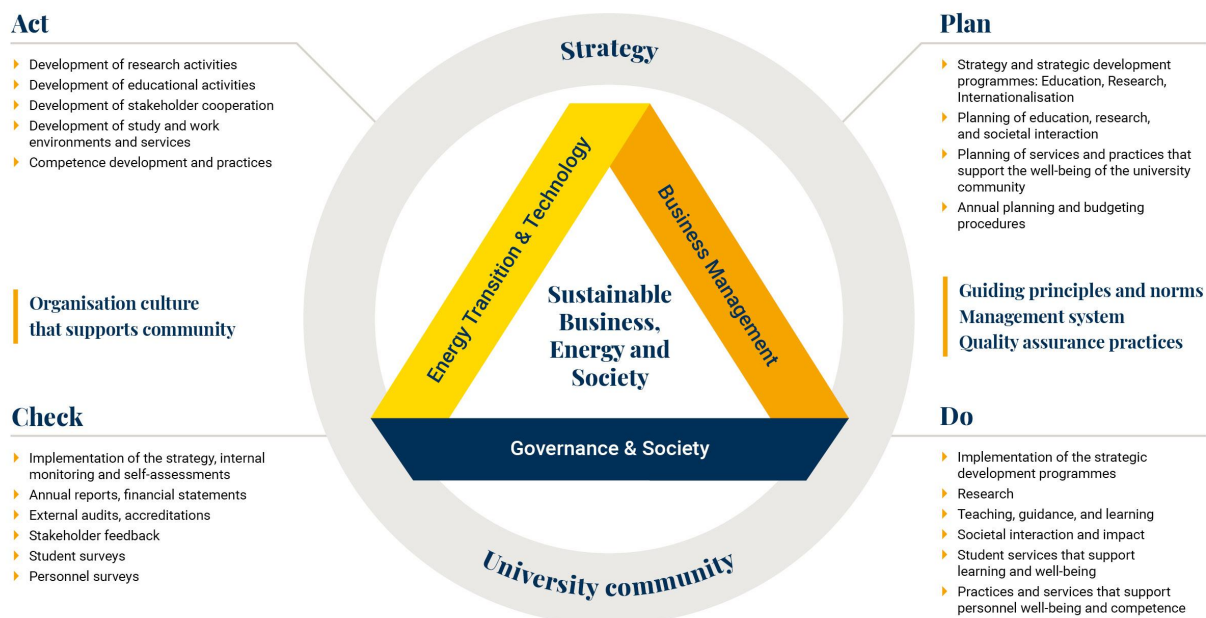 Act
Development of research activities
Development of educational activities
Development of stakeholder cooperation
Development of study and work
environments and services
Competence development and practices
Organisation culture
that supports community
Check
Implementation of the strategy, internal
monitoring and self-assessments
Annual reports, financial statements
External audits, accreditations
Stakeholder feedback
Student surveys
Personnel surveys
Strategy
Energy Transition & Technology
Business Management
Sustainable
Business,
Energy and
Society
Governance & Society
University community
Plan
Strategy and strategic development
programmes: Education, Research,
Internationalisation
Planning of education, research,
and societal interaction
Planning of services and practices that
support the well-being of the university
community
Annual planning and budgeting
procedures
Guiding principles and norms
Management system
Quality assurance practices
Do
Implementation of the strategic
development programmes
Research
Teaching, guidance, and learning
Societal interaction and impact
Student services that support
learning and well-being
Practices and services that support
personnel well-being and competence